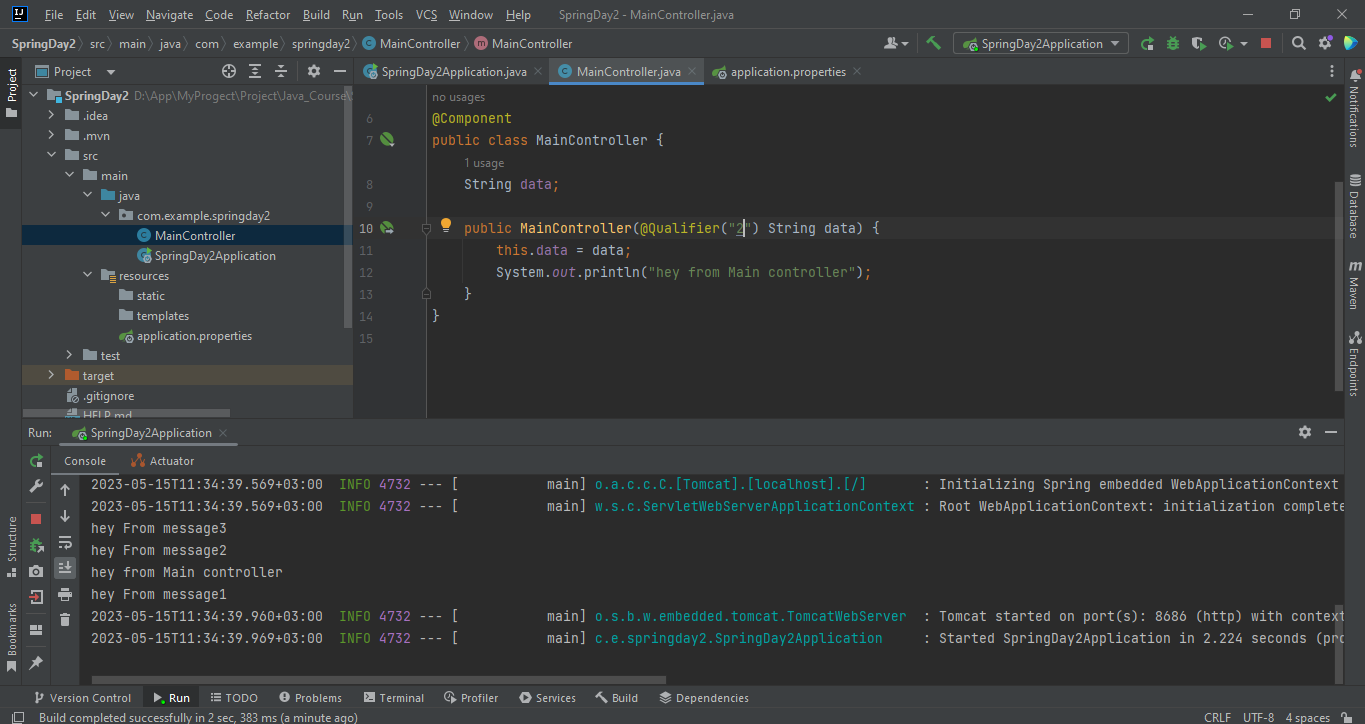 File Edit View Navigate Code Refactor Build Run Tools VCS Window Help SpringDay2 - MainController.java
SpringDay2 src main java com example springday2 MainController MainController SpringDay2Application
Project SpringDay2Application.java MainController.java application.properties
Project
SpringDay2 D:\App\MyProgect\Project\Java_Course\
.idea
.mvn
src
main
java
com.example.springday2
MainController
SpringDay2Application
resources
static
templates
application.properties
test
target
.gitignore
HELP.md
no usages
6 @Component
7 public class MainController {
1 usage
8 String data;
9
10 public MainController(@Qualifier("2") String data) {
11 this.data = data;
12 System.out.println("hey from Main controller");
13 }
14 }
15
Notifications
Database
Maven
Endpoints
Run: SpringDay2Application
Console Actuator
2023-05-15T11:34:39.569+03:00 INFO 4732 --- [ main] o.a.c.c.C.[Tomcat].[localhost].[/] : Initializing Spring embedded WebApplicationContext
2023-05-15T11:34:39.569+03:00 INFO 4732 --- [ main] w.s.c.ServletWebServerApplicationContext : Root WebApplicationContext: initialization complete
hey From message3
hey From message2
hey from Main controller
hey From message1
2023-05-15T11:34:39.960+03:00 INFO 4732 --- [ main] o.s.b.w.embedded.tomcat.TomcatWebServer : Tomcat started on port(s): 8686 (http) with context
2023-05-15T11:34:39.969+03:00 INFO 4732 --- [ main] c.e.springday2.SpringDay2Application : Started SpringDay2Application in 2.224 seconds (pro
Structure
Bookmarks
Version Control Run TODO Problems Terminal Profiler Services Build Dependencies
Build completed successfully in 2 sec, 383 ms (a minute ago) CRLF UTF-8 4 spaces